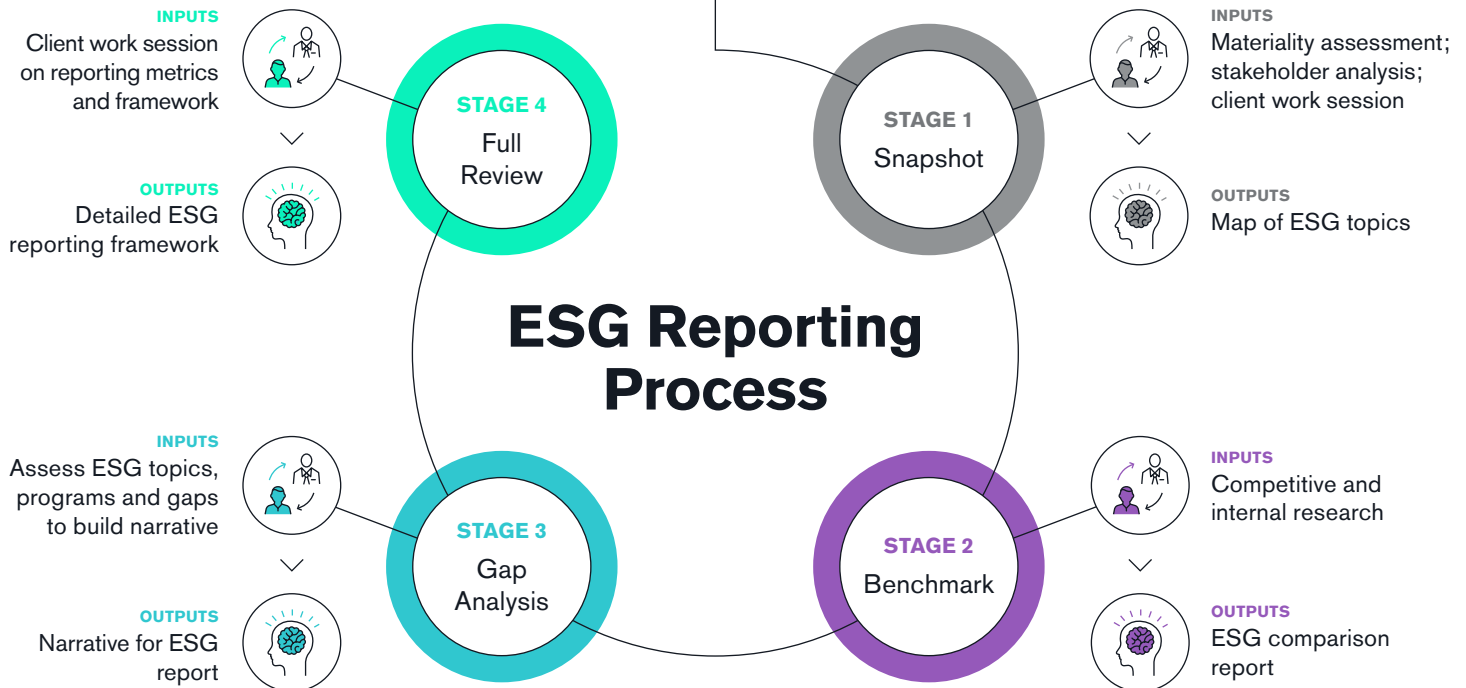 INPUTS
Client work session
on reporting metrics
and framework
OUTPUTS
Detailed ESG
reporting framework
STAGE 4
Full
Review
STAGE 1
Snapshot
INPUTS
Materiality assessment;
stakeholder analysis;
client work session
OUTPUTS
Map of ESG topics
ESG Reporting
Process
INPUTS
Assess ESG topics,
programs and gaps
to build narrative
OUTPUTS
Narrative for ESG
report
STAGE 3
Gap
Analysis
STAGE 2
Benchmark
INPUTS
Competitive and
internal research
OUTPUTS
ESG comparison
report